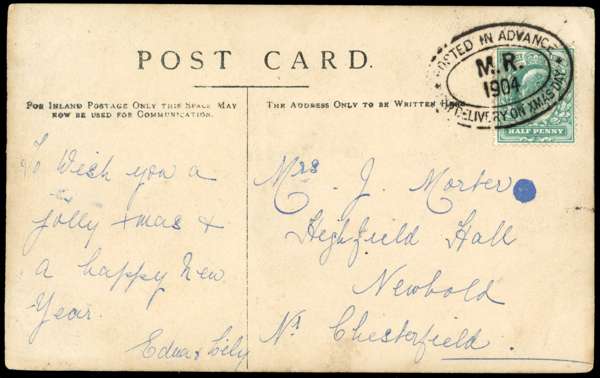 POST CARD.
FOR INLAND POSTAGE ONLY THIS SPACE MAY
NOW BE USED FOR COMMUNICATION.
THE ADDRESS ONLY TO BE WRITTEN HERE
POSTED IN ADVANCE
M.R.
1904
DELIVERY ON XMAS DAY
HALF PENNY
I Wish you a
jolly xmas &
a happy New
Year.
Edna & Lily
Mrs. J. Morter
Highfield Hall
Newbold
Nr Chesterfield.